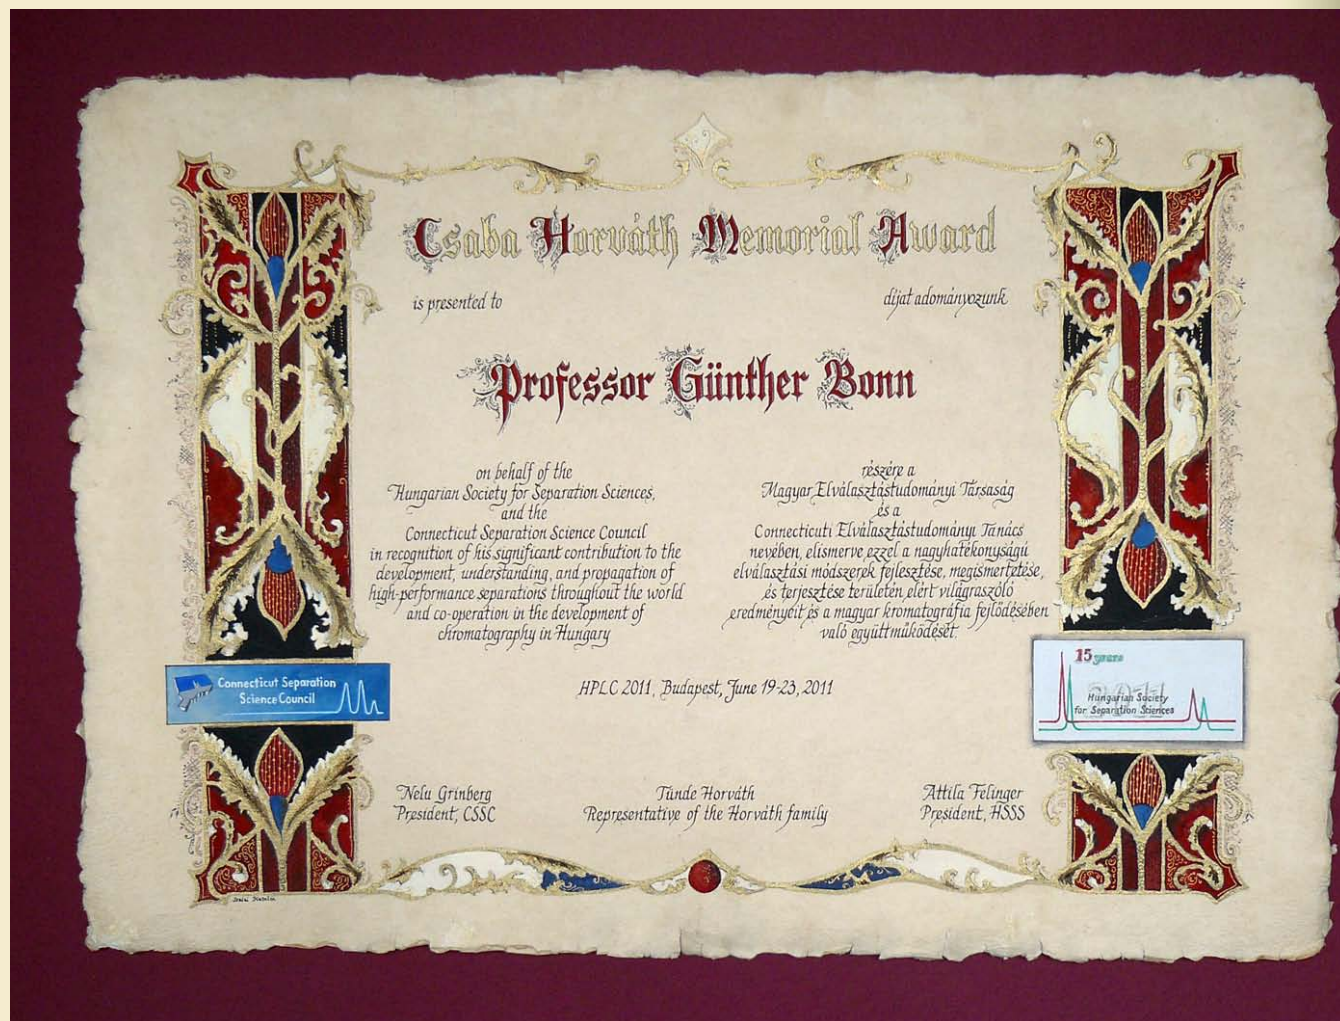 Csaba Horváth Memorial Award
is presented to
díjat adományozunk
Professor Günther Bonn
on behalf of the
Hungarian Society for Separation Sciences,
and the
Connecticut Separation Science Council
in recognition of his significant contribution to the
development, understanding, and propagation of
high-performance separations throughout the world
and co-operation in the development of
chromatography in Hungary
részére a
Magyar Elválasztástudományi Társaság
és a
Connecticuti Elválasztástudományi Tanács
nevében, elismerve ezzel a nagyhatékonyságú
elválasztási módszerek fejlesztése, megismertetése,
és terjesztése területén elért világraszóló
eredményeit és a magyar kromatográfia fejlődésében
való együttműködését.
Connecticut Separation
Science Council
15 years
2011
Hungarian Society
for Separation Sciences
HPLC 2011, Budapest, June 19-23, 2011
Nelu Grinberg
President, CSSC
Tünde Horváth
Representative of the Horváth family
Attila Felinger
President, HSSS